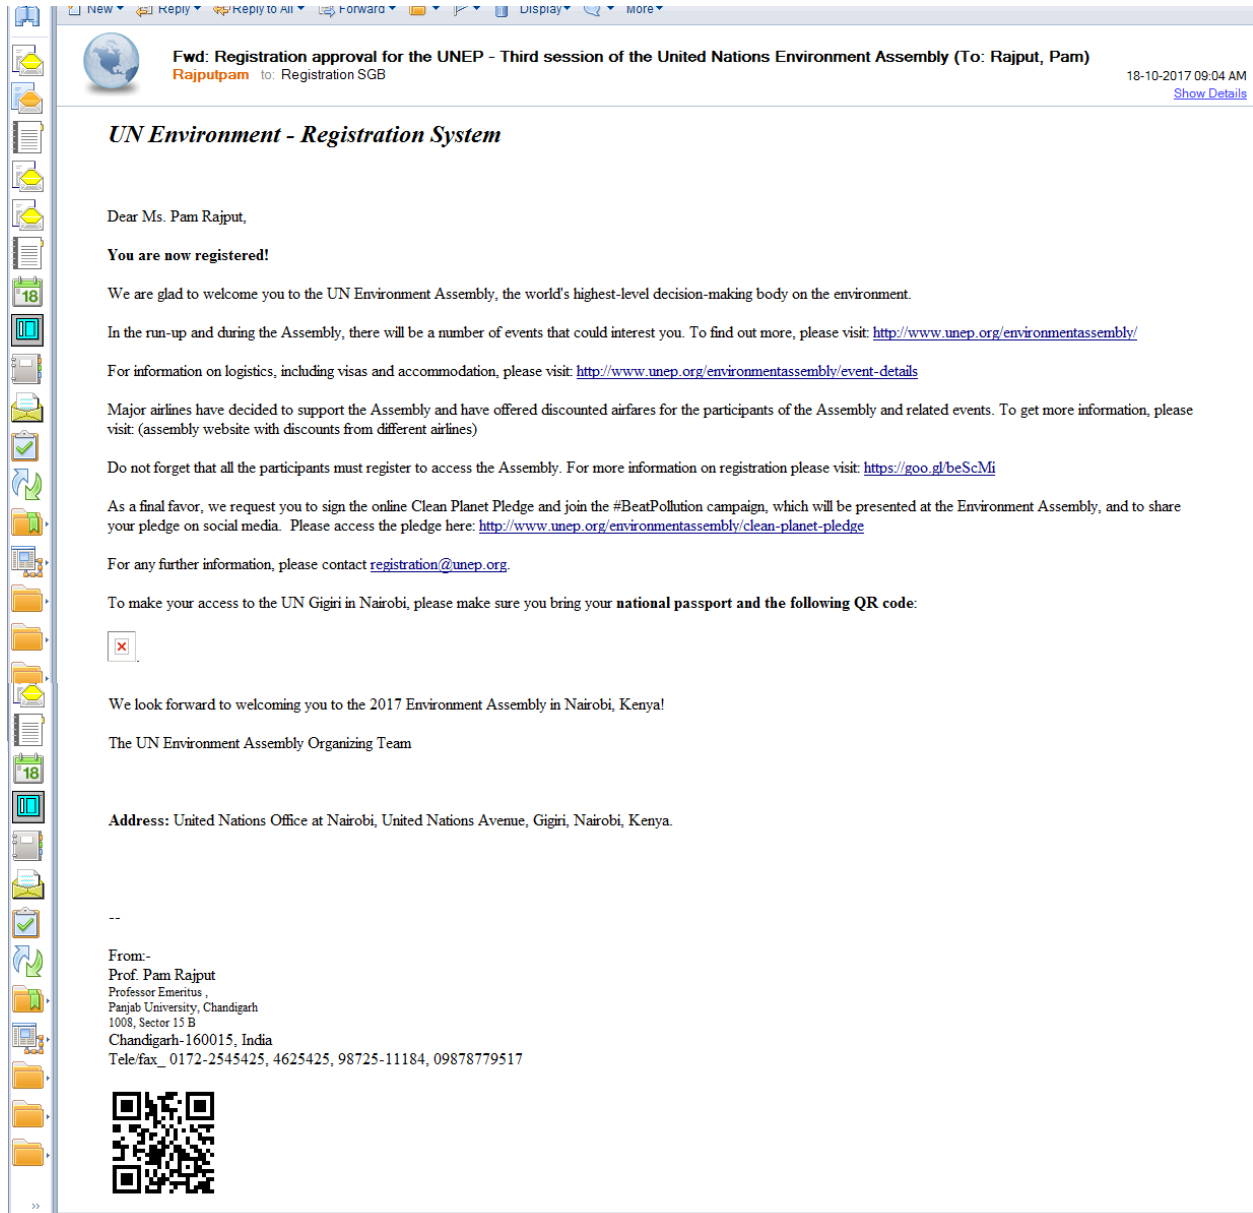 New Reply Reply to All Forward Display More
Fwd: Registration approval for the UNEP - Third session of the United Nations Environment Assembly (To: Rajput, Pam)
Rajputpam to: Registration SGB
18-10-2017 09:04 AM
Show Details
UN Environment - Registration System
Dear Ms. Pam Rajput,
You are now registered!
We are glad to welcome you to the UN Environment Assembly, the world's highest-level decision-making body on the environment.
In the run-up and during the Assembly, there will be a number of events that could interest you. To find out more, please visit: http://www.unep.org/environmentassembly/
For information on logistics, including visas and accommodation, please visit: http://www.unep.org/environmentassembly/event-details
Major airlines have decided to support the Assembly and have offered discounted airfares for the participants of the Assembly and related events. To get more information, please
visit: (assembly website with discounts from different airlines)
Do not forget that all the participants must register to access the Assembly. For more information on registration please visit: https://goo.gl/beScMi
As a final favor, we request you to sign the online Clean Planet Pledge and join the #BeatPollution campaign, which will be presented at the Environment Assembly, and to share
your pledge on social media. Please access the pledge here: http://www.unep.org/environmentassembly/clean-planet-pledge
For any further information, please contact registration@unep.org.
To make your access to the UN Gigiri in Nairobi, please make sure you bring your national passport and the following QR code:
.
We look forward to welcoming you to the 2017 Environment Assembly in Nairobi, Kenya!
The UN Environment Assembly Organizing Team
Address: United Nations Office at Nairobi, United Nations Avenue, Gigiri, Nairobi, Kenya.
--
From:-
Prof. Pam Rajput
Professor Emeritus ,
Panjab University, Chandigarh
1008, Sector 15 B
Chandigarh-160015, India
Tele/fax_ 0172-2545425, 4625425, 98725-11184, 09878779517
18
18
»